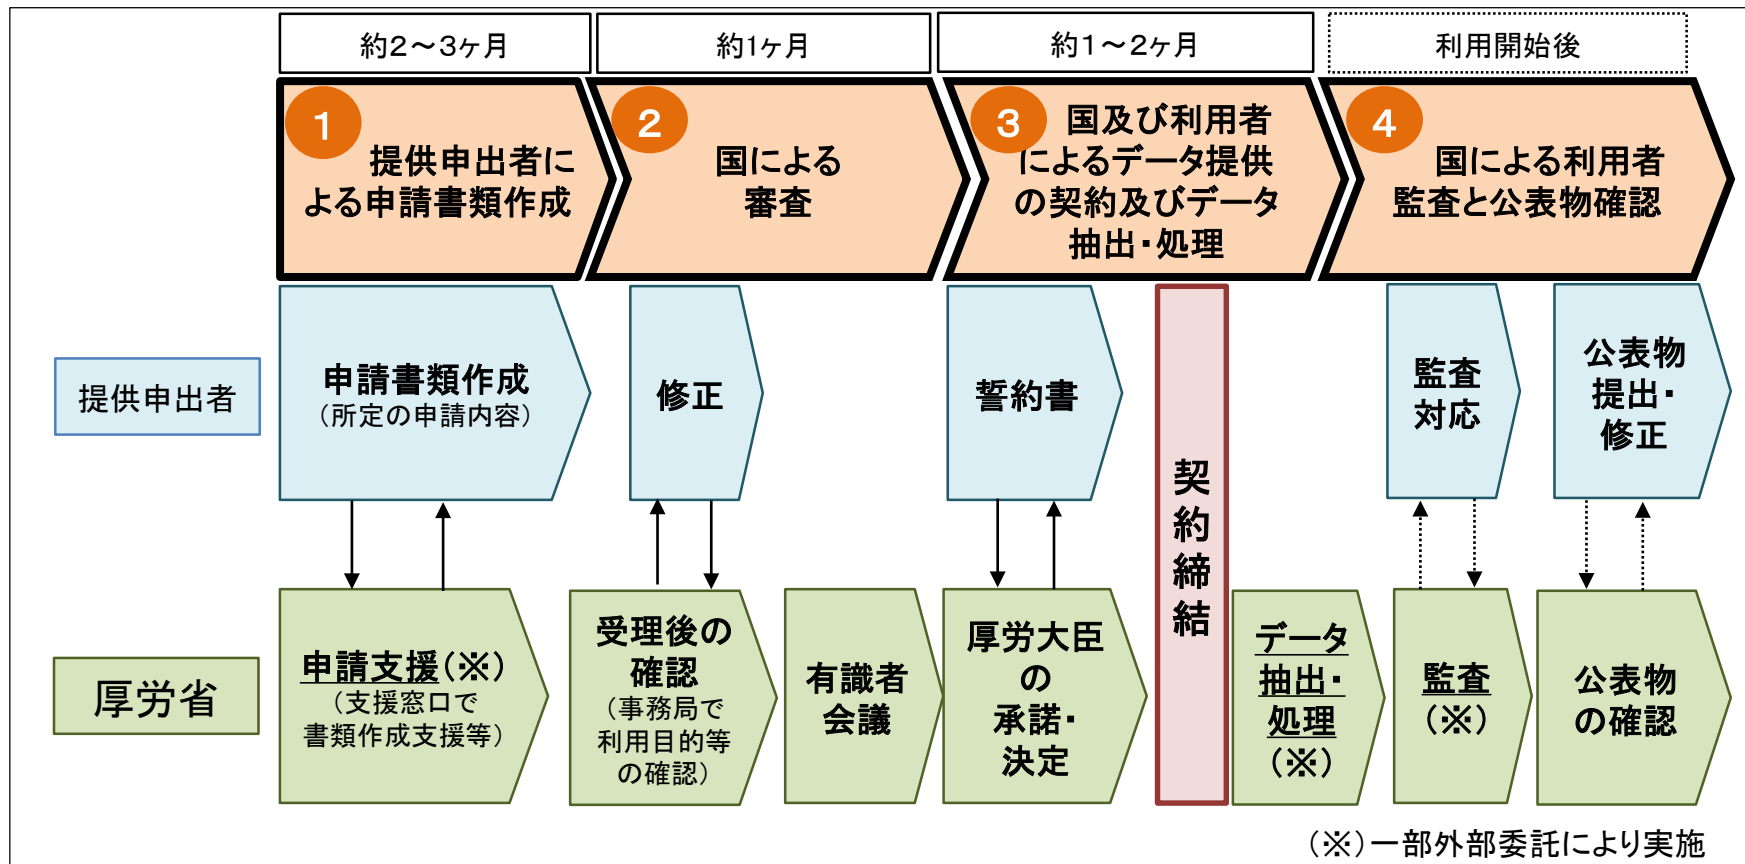 約２～３ヶ月
約1ヶ月
約１～２ヶ月
利用開始後
1
提供申出者に
よる申請書類作成
2
国による
審査
3
国及び利用者
によるデータ提供
の契約及びデータ
抽出・処理
4
国による利用者
監査と公表物確認
提供申出者
申請書類作成
（所定の申請内容）
修正
誓約書
監査
対応
公表物
提出・
修正
契
約
締
結
厚労省
申請支援（※）
（支援窓口で
書類作成支援等）
受理後の
確認
（事務局で
利用目的等
の確認）
有識者
会議
厚労大臣
の
承諾・
決定
データ
抽出・
処理
（※）
監査
（※）
公表物
の確認
（※）一部外部委託により実施